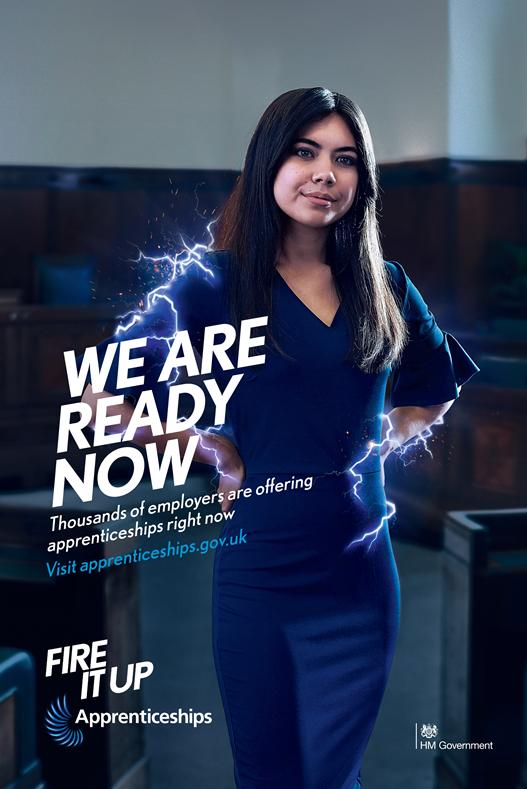 WE ARE
READY
NOW
Thousands of employers are offering
apprenticeships right now
Visit apprenticeships.gov.uk
FIRE
IT UP
Apprenticeships
HM Government